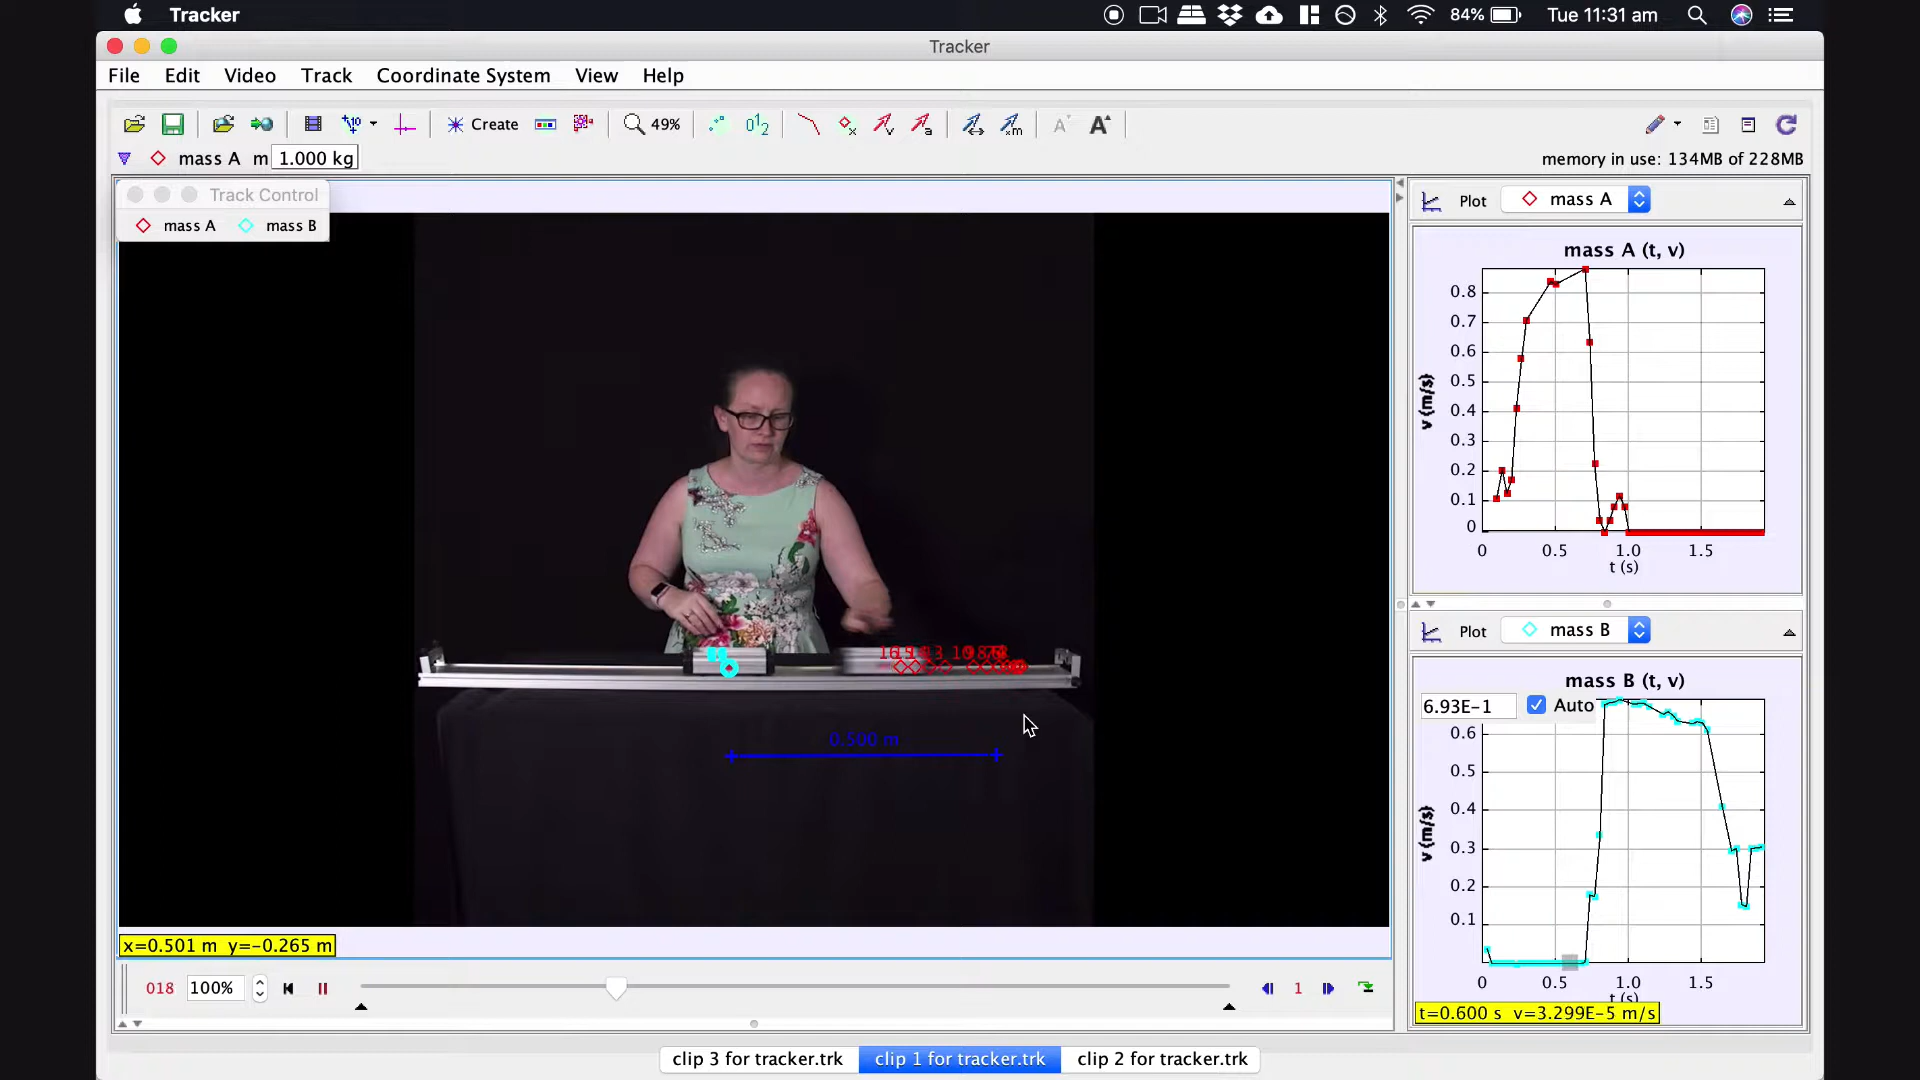 Tracker
84%
Tue 11:31 am
Tracker
File Edit Video Track Coordinate System View Help
Create
49%
mass A m 1.000 kg
memory in use: 134MB of 228MB
Track Control
mass A mass B
Plot mass A
mass A (t, v)
0.8
0.7
0.6
0.5
0.4
0.3
0.2
0.1
0
v (m/s)
0 0.5 1.0 1.5
t (s)
Plot mass B
mass B (t, v)
6.93E-1 Auto
0.6
0.5
0.4
0.3
0.2
0.1
v (m/s)
0 0.5 1.0 1.5
t (s)
t=0.600 s v=3.299E-5 m/s
0.500 m
x=0.501 m y=-0.265 m
018 100%
1
clip 3 for tracker.trk clip 1 for tracker.trk clip 2 for tracker.trk